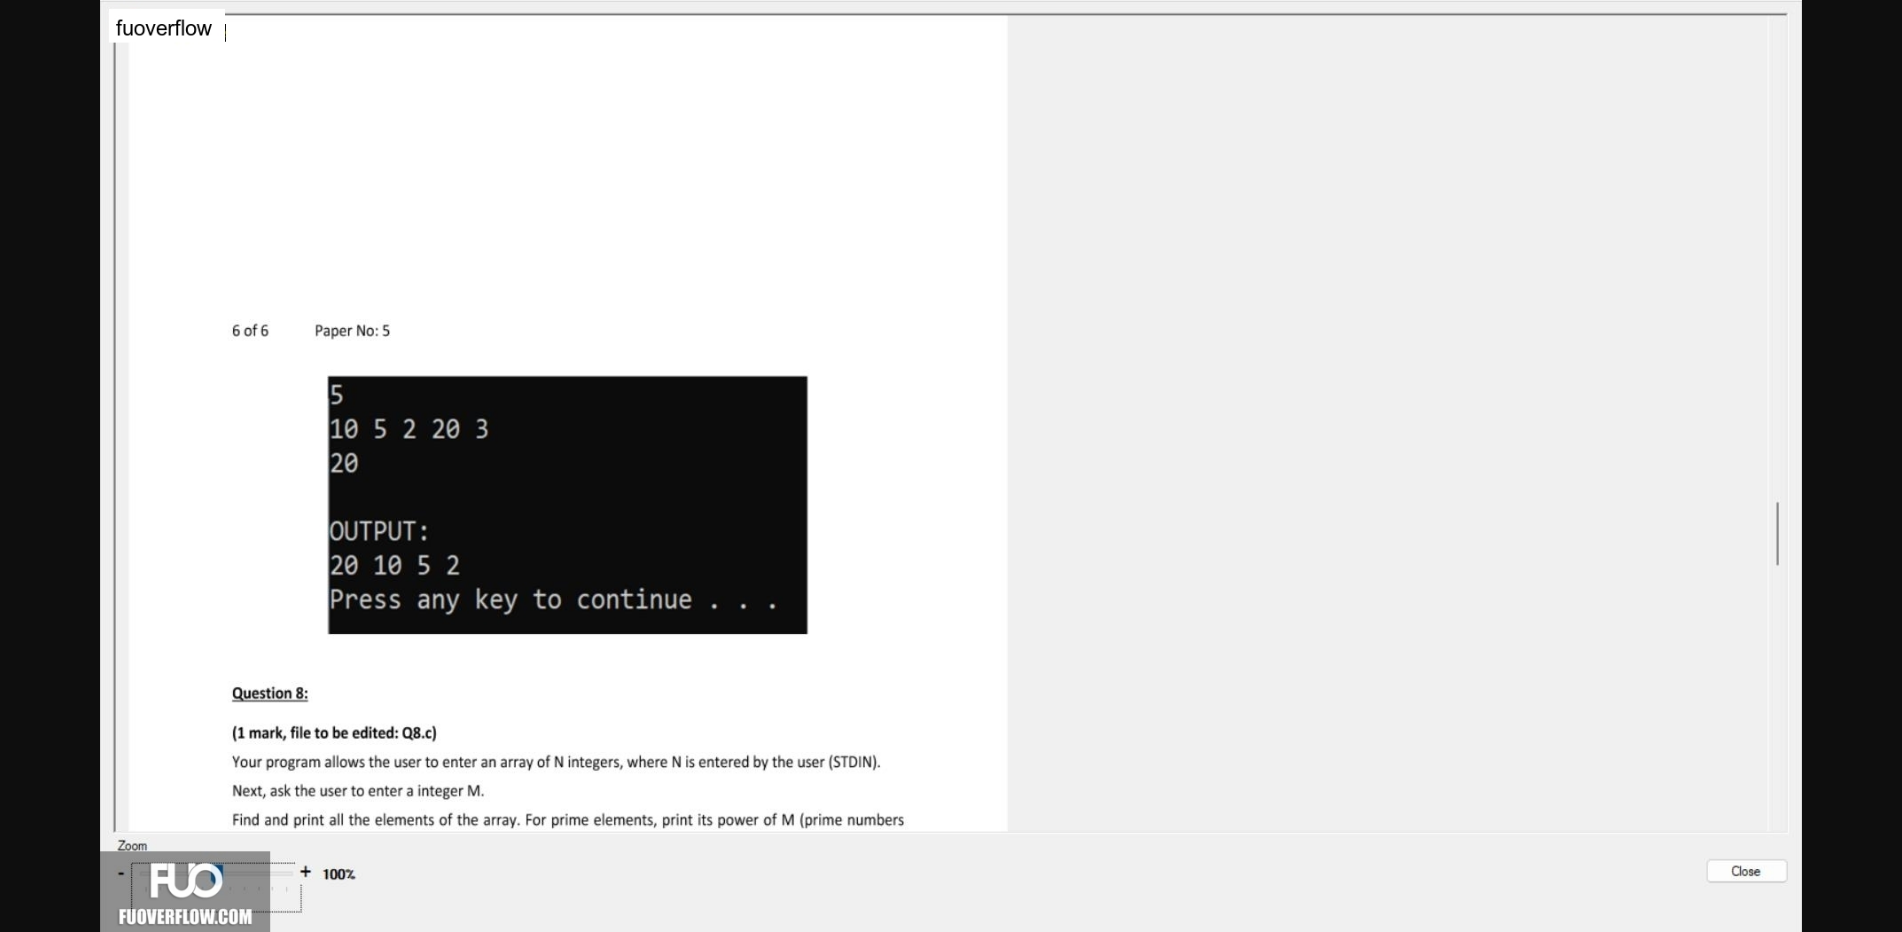 fuoverflow
6 of 6 Paper No: 5
5
10 5 2 20 3
20
OUTPUT:
20 10 5 2
Press any key to continue . . .
Question 8:
(1 mark, file to be edited: Q8.c)
Your program allows the user to enter an array of N integers, where N is entered by the user (STDIN).
Next, ask the user to enter a integer M.
Find and print all the elements of the array. For prime elements, print its power of M (prime numbers
Zoom
- + 100%
Close
FUO
FUOVERFLOW.COM